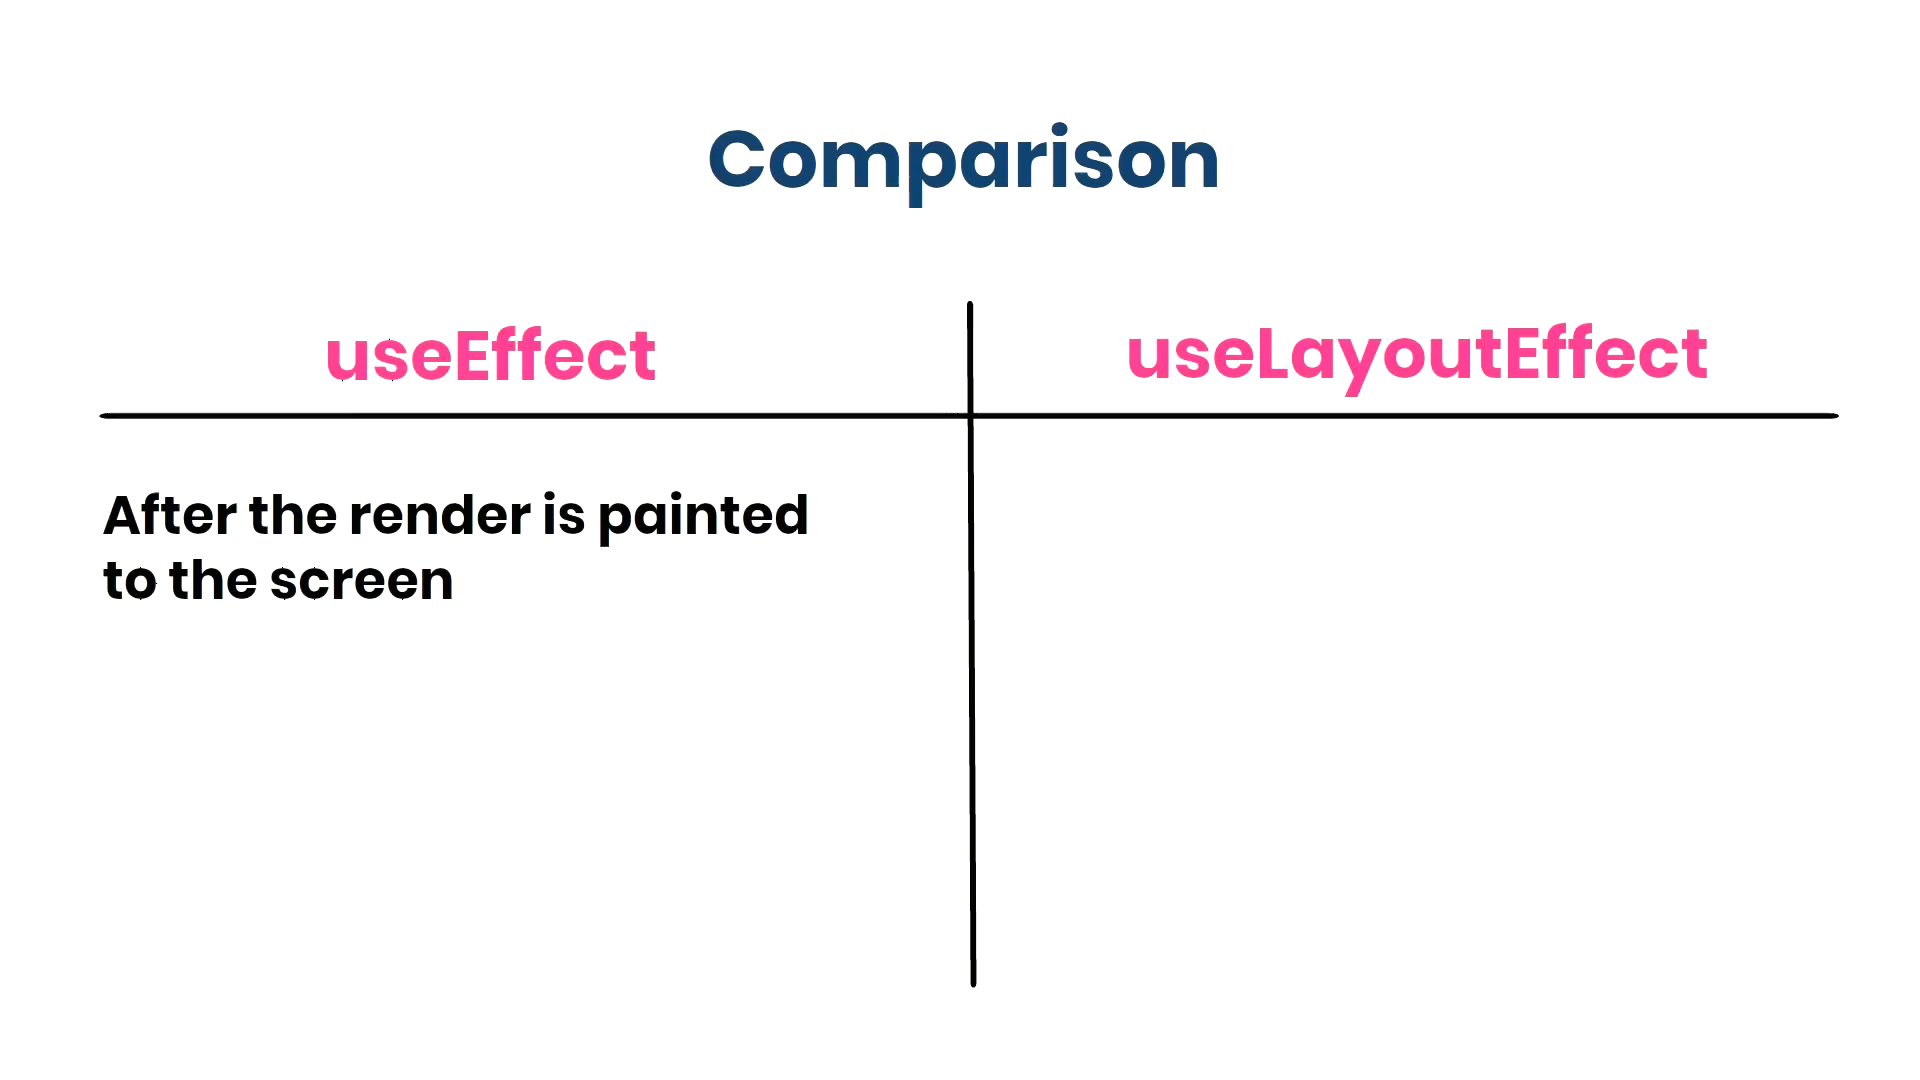 Comparison
useEffect
useLayoutEffect
After the render is painted
to the screen